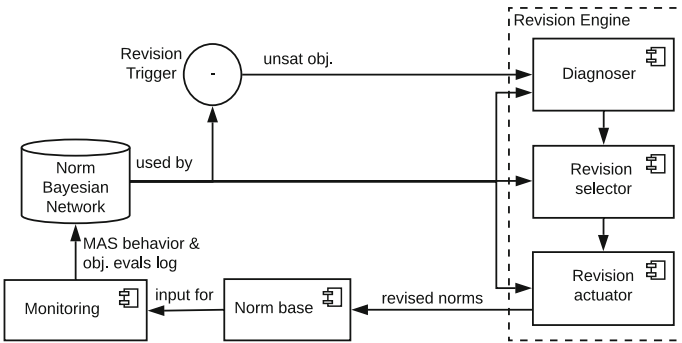 Revision Engine
Revision
Trigger
-
unsat obj.
Diagnoser
Norm
Bayesian
Network
used by
Revision
selector
MAS behavior &
obj. evals log
Monitoring
input for
Norm base
revised norms
Revision
actuator